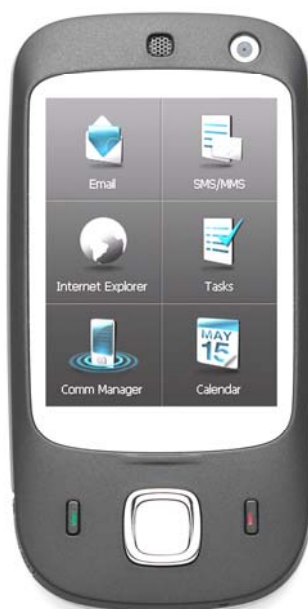 Email
SMS/MMS
Internet Explorer
Tasks
MAY
15
Comm Manager
Calendar